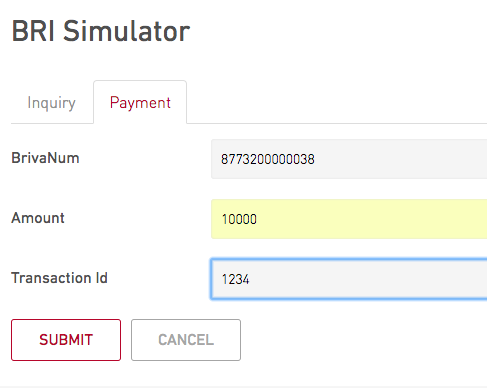 BRI Simulator
Inquiry Payment
BrivaNum 8773200000038
Amount 10000
Transaction Id 1234
SUBMIT CANCEL